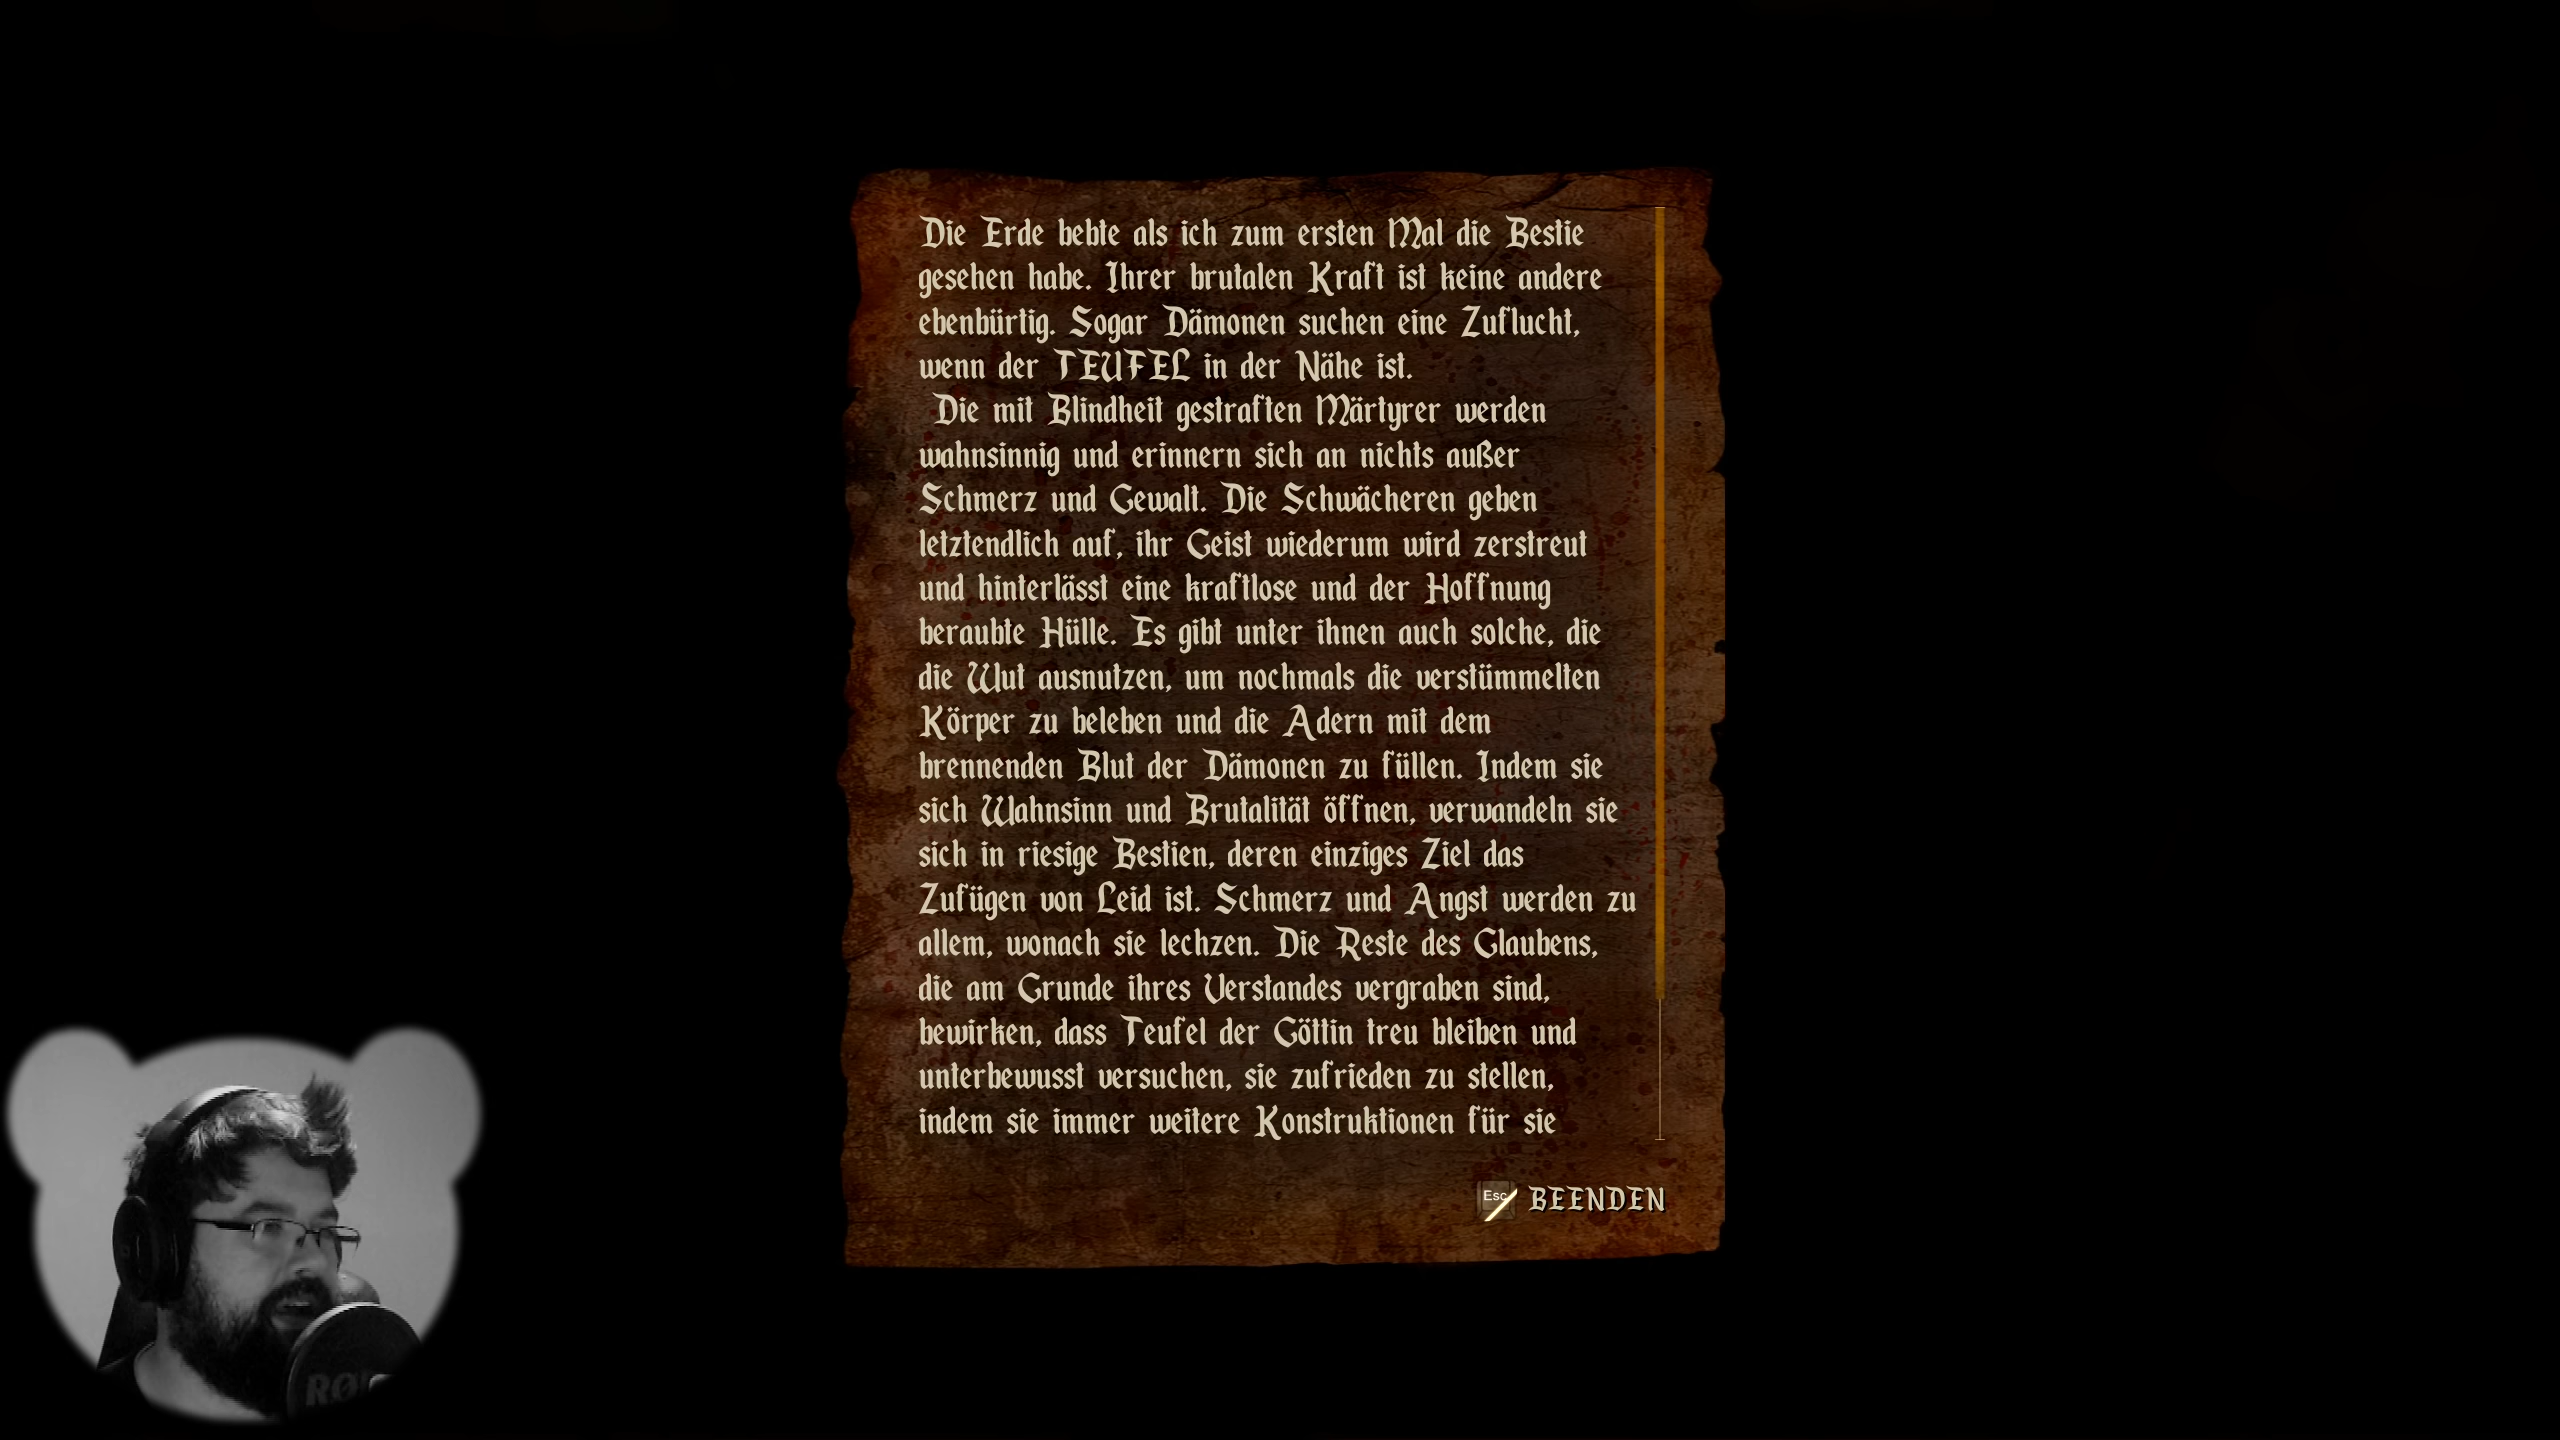 Die Erde bebte als ich zum ersten Mal die Bestie
gesehen habe. Ihrer brutalen Kraft ist keine andere
ebenbürtig. Sogar Dämonen suchen eine Zuflucht,
wenn der TEUFEL in der Nähe ist.
Die mit Blindheit gestraften Märtyrer werden
wahnsinnig und erinnern sich an nichts außer
Schmerz und Gewalt. Die Schwächeren geben
letztendlich auf, ihr Geist wiederum wird zerstreut
und hinterlässt eine kraftlose und der Hoffnung
beraubte Hülle. Es gibt unter ihnen auch solche, die
die Wut ausnutzen, um nochmals die verstümmelten
Körper zu beleben und die Adern mit dem
brennenden Blut der Dämonen zu füllen. Indem sie
sich Wahnsinn und Brutalität öffnen, verwandeln sie
sich in riesige Bestien, deren einziges Ziel das
Zufügen von Leid ist. Schmerz und Angst werden zu
allem, wonach sie lechzen. Die Reste des Glaubens,
die am Grunde ihres Verstandes vergraben sind,
bewirken, dass Teufel der Göttin treu bleiben und
unterbewusst versuchen, sie zufrieden zu stellen,
indem sie immer weitere Konstruktionen für sie
Esc BEENDEN